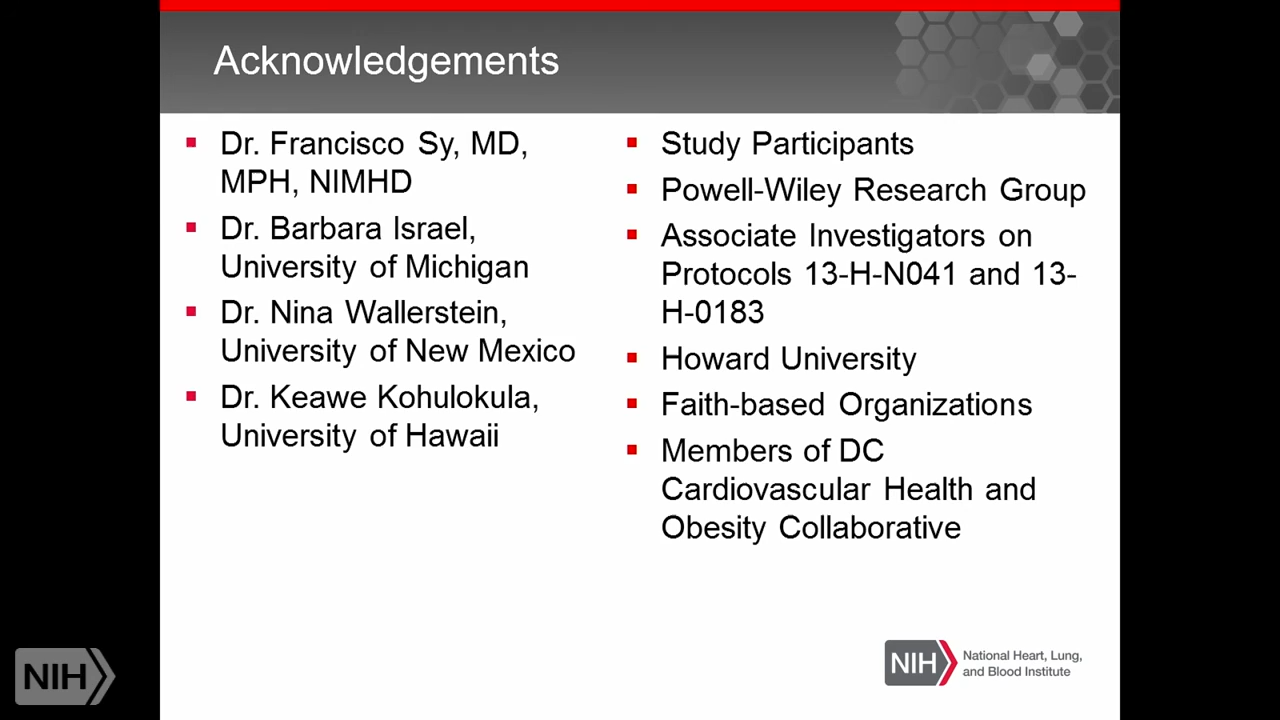 Acknowledgements
Dr. Francisco Sy, MD,
MPH, NIMHD
Dr. Barbara Israel,
University of Michigan
Dr. Nina Wallerstein,
University of New Mexico
Dr. Keawe Kohulokula,
University of Hawaii
Study Participants
Powell-Wiley Research Group
Associate Investigators on
Protocols 13-H-N041 and 13-
H-0183
Howard University
Faith-based Organizations
Members of DC
Cardiovascular Health and
Obesity Collaborative
NIH
National Heart, Lung,
and Blood Institute
NIH